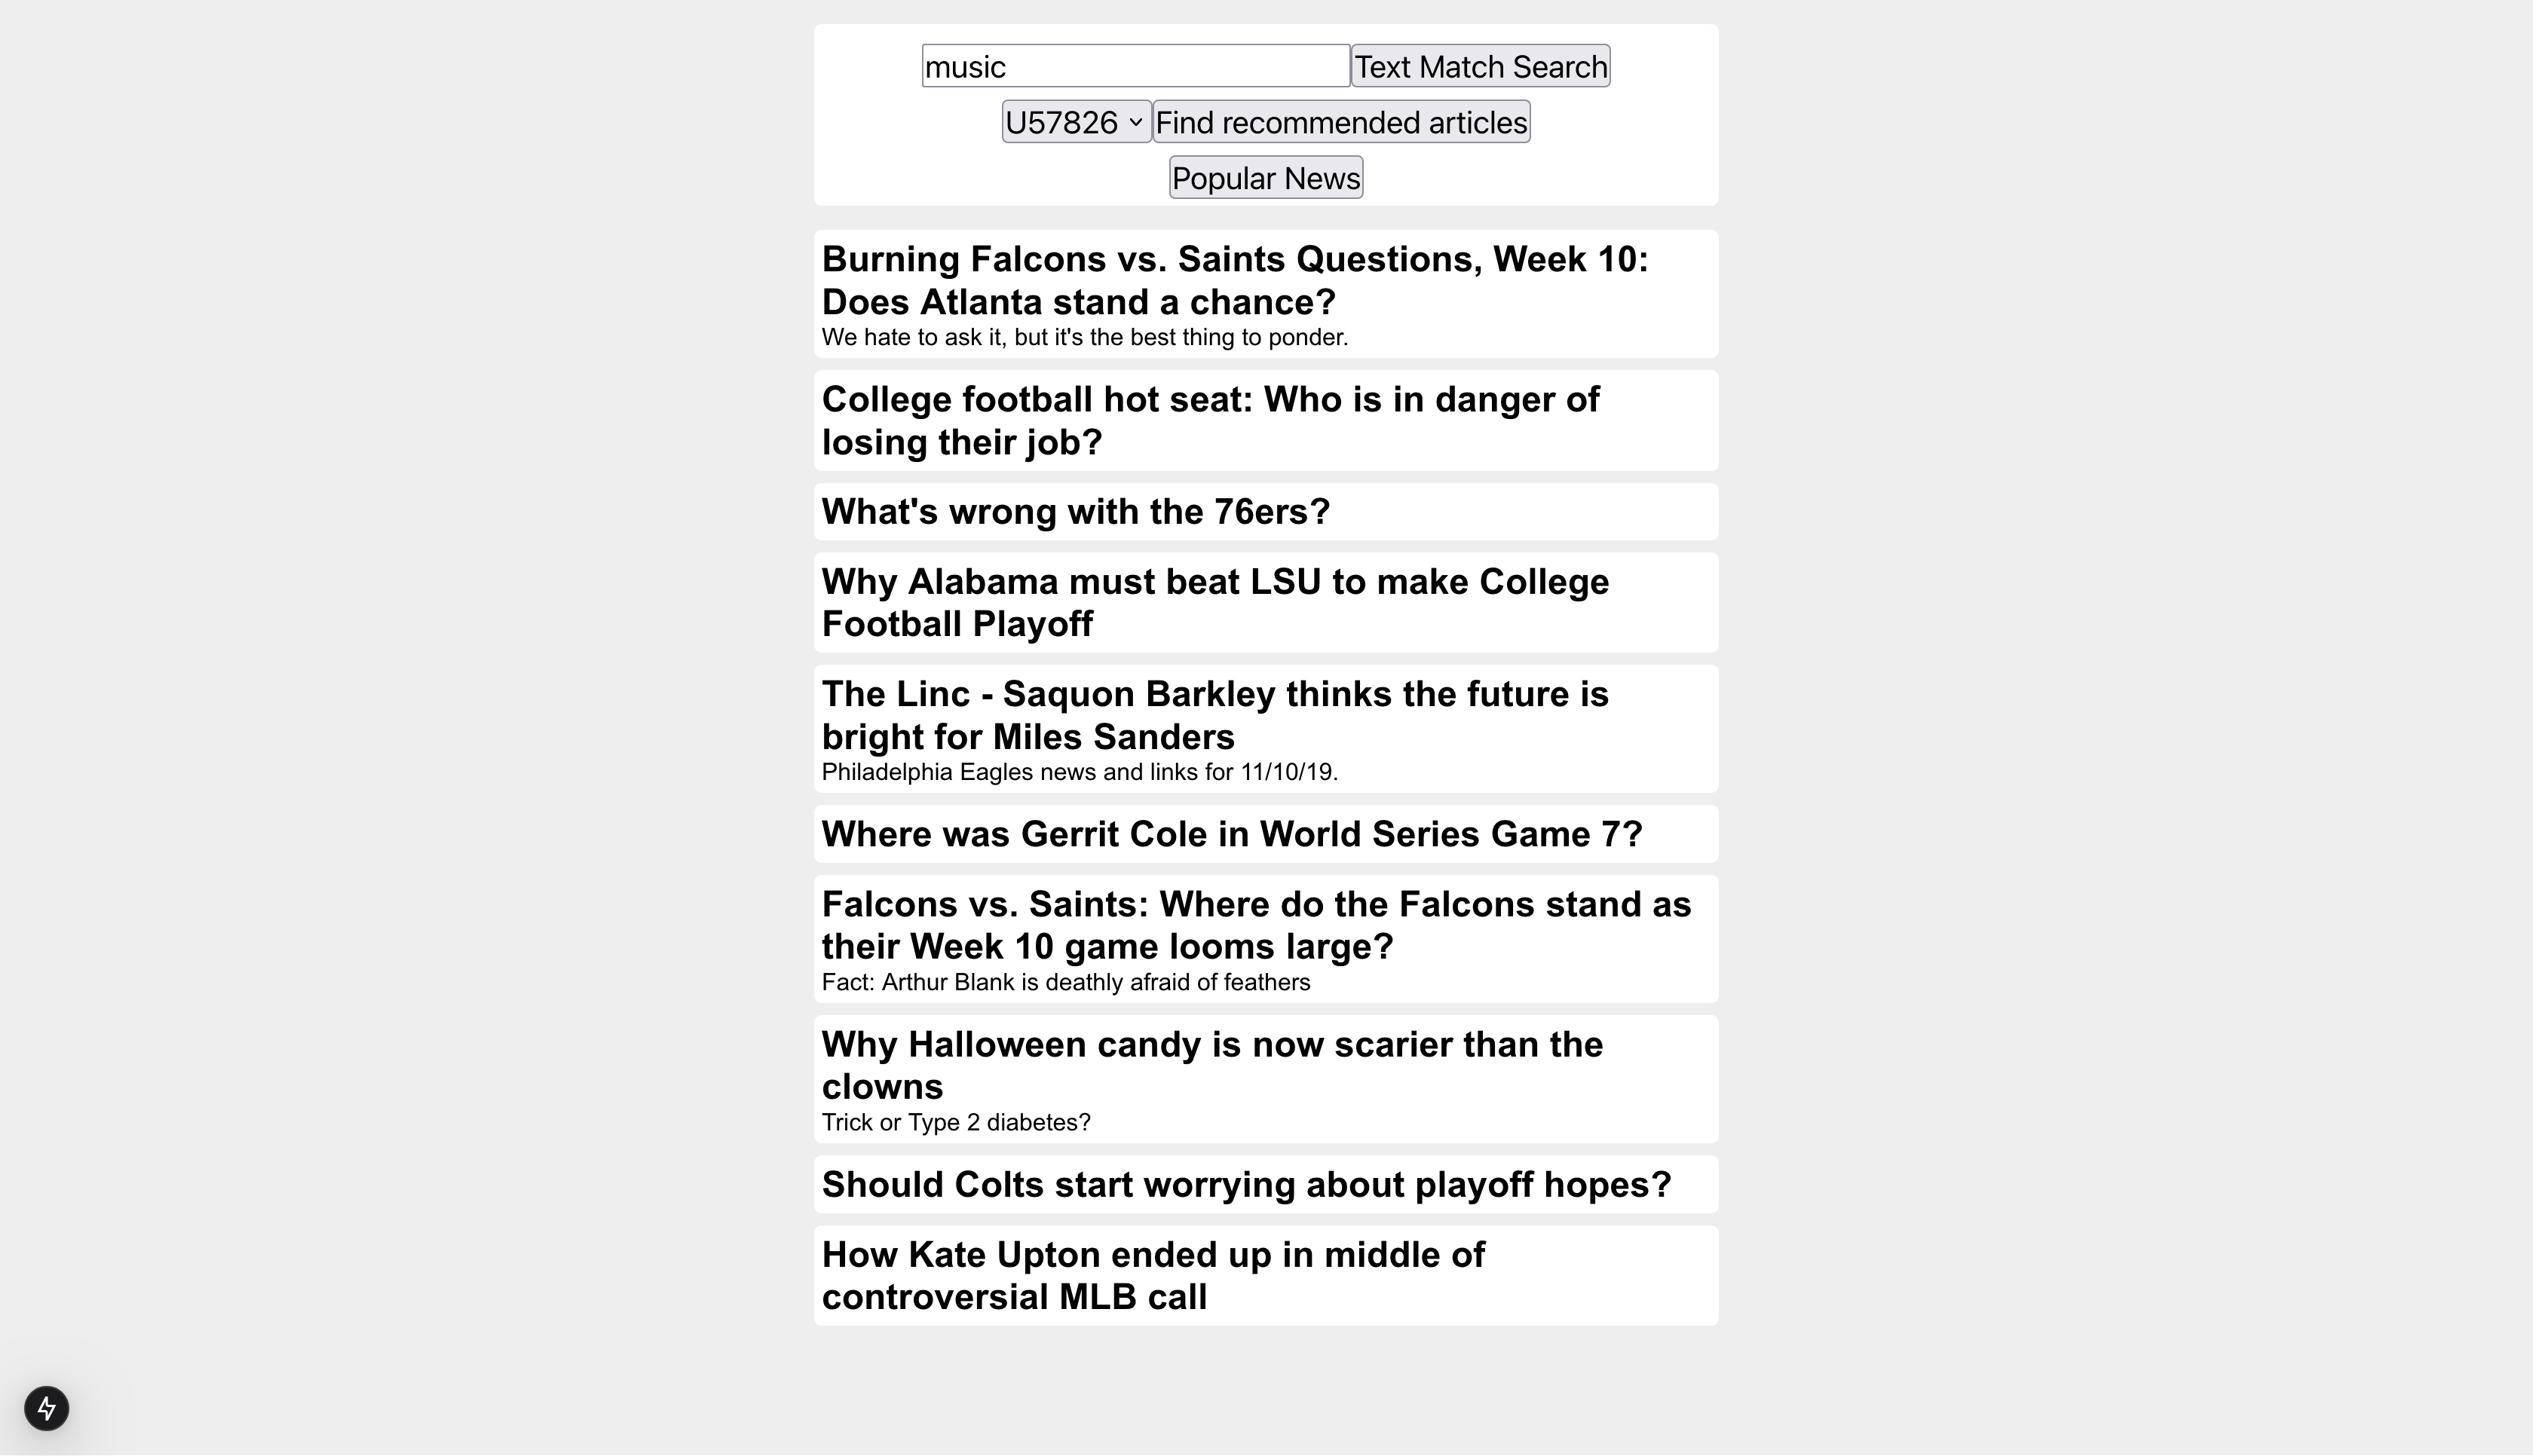 music Text Match Search
U57826 Find recommended articles
Popular News
Burning Falcons vs. Saints Questions, Week 10:
Does Atlanta stand a chance?
We hate to ask it, but it's the best thing to ponder.
College football hot seat: Who is in danger of
losing their job?
What's wrong with the 76ers?
Why Alabama must beat LSU to make College
Football Playoff
The Linc - Saquon Barkley thinks the future is
bright for Miles Sanders
Philadelphia Eagles news and links for 11/10/19.
Where was Gerrit Cole in World Series Game 7?
Falcons vs. Saints: Where do the Falcons stand as
their Week 10 game looms large?
Fact: Arthur Blank is deathly afraid of feathers
Why Halloween candy is now scarier than the
clowns
Trick or Type 2 diabetes?
Should Colts start worrying about playoff hopes?
How Kate Upton ended up in middle of
controversial MLB call